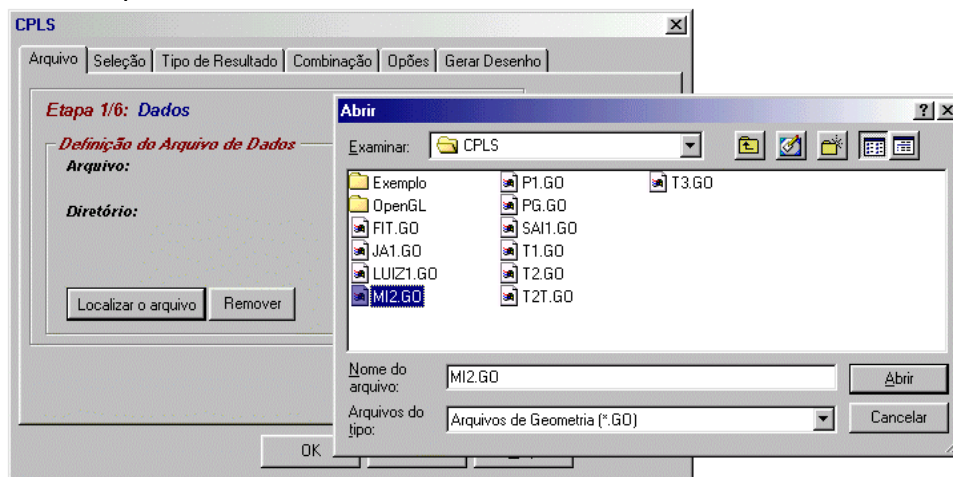 CPLS
Arquivo Seleção Tipo de Resultado Combinação Opões Gerar Desenho
Etapa 1/6: Dados
Definição do Arquivo de Dados
Arquivo:
Diretório:
Localizar o arquivo Remover
OK
Abrir
Examinar: CPLS
Exemplo P1.GO T3.GO
OpenGL PG.GO
FIT.GO SAI1.GO
JA1.GO T1.GO
LUIZ1.GO T2.GO
MI2.GO T2T.GO
Nome do arquivo: MI2.GO Abrir
Arquivos do tipo: Arquivos de Geometria (*.GO) Cancelar